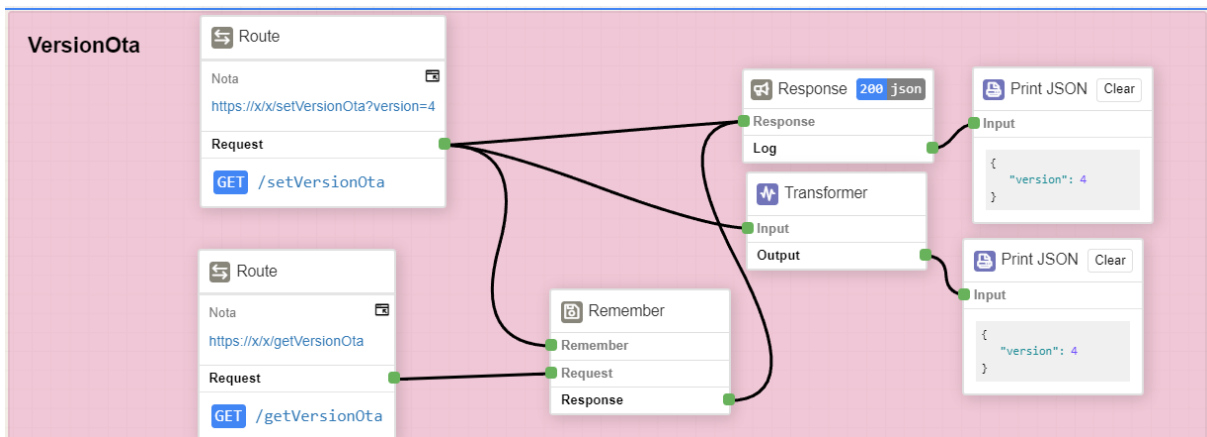 VersionOta
Route
Nota
https://x/x/setVersionOta?version=4
Request
GET /setVersionOta
Route
Nota
https://x/x/getVersionOta
Request
GET /getVersionOta
Remember
Remember
Request
Response
Response 200 json
Response
Log
Transformer
Input
Output
Print JSON Clear
Input
{
"version": 4
}
Print JSON Clear
Input
{
"version": 4
}